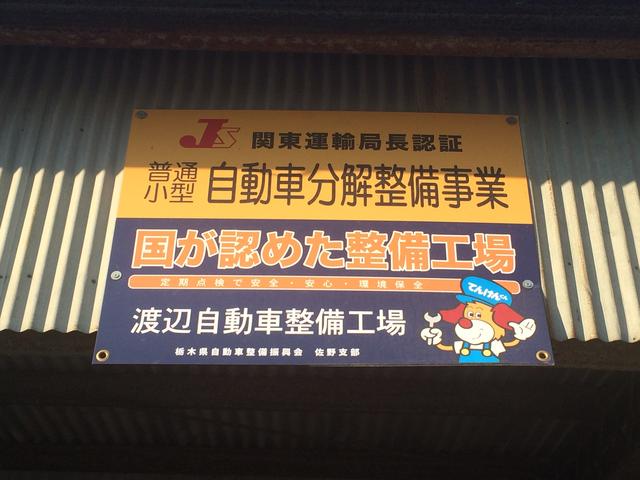 JS 関東運輸局長認証
普通
小型 自動車分解整備事業
国が認めた整備工場
定期点検で安全・安心・環境保全
渡辺自動車整備工場
てんけんくん
栃木県自動車整備振興会 佐野支部